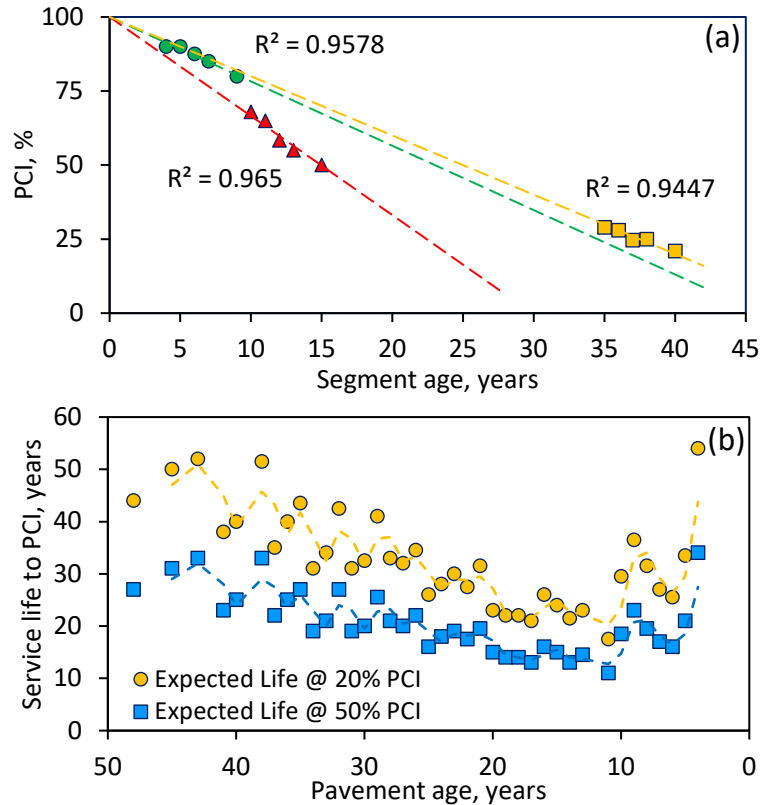 (a)
R² = 0.9578
R² = 0.965
R² = 0.9447
PCI, %
100
75
50
25
0
0 5 10 15 20 25 30 35 40 45
Segment age, years
(b)
Service life to PCI, years
60
50
40
30
20
10
0
Expected Life @ 20% PCI
Expected Life @ 50% PCI
50 40 30 20 10 0
Pavement age, years